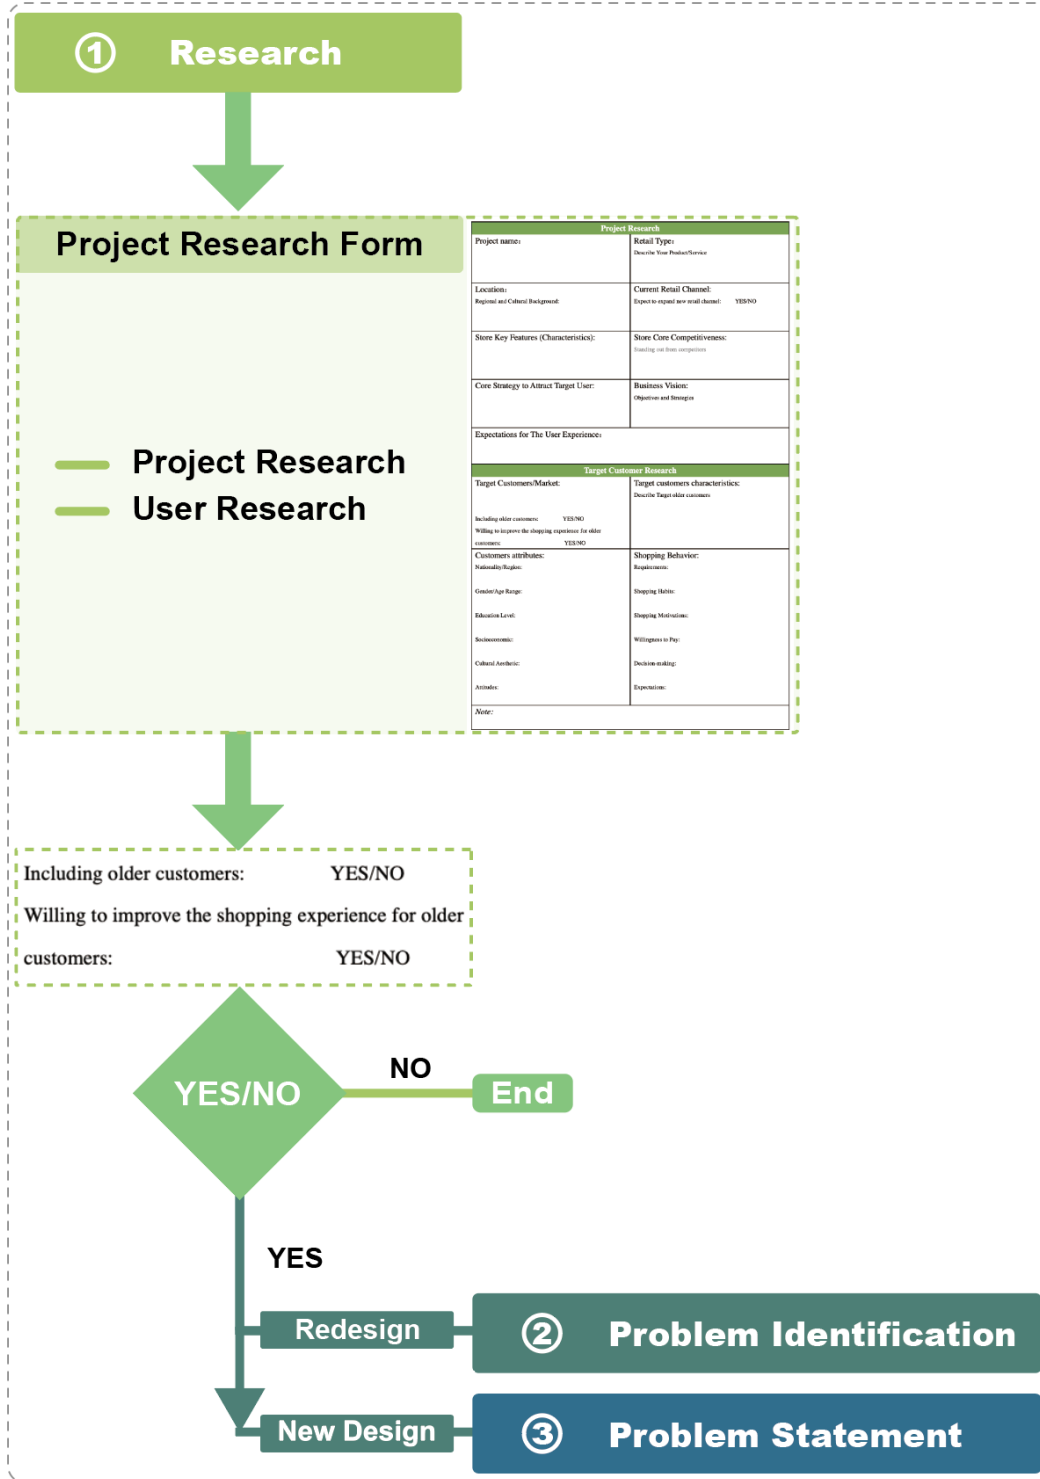 ① Research
Project Research Form
Project Research
User Research
Project Research
Project name:
Retail Type:
Describe Your Product/Service
Location:
Regional and Cultural Background:
Current Retail Channel:
Expect to expand new retail channel: YES/NO
Store Key Features (Characteristics):
Store Core Competitiveness:
Standing out from competitors
Core Strategy to Attract Target User:
Business Vision:
Objectives and Strategies
Expectations for The User Experience:
Target Customer Research
Target Customers/Market:
Including older customers: YES/NO
Willing to improve the shopping experience for older
customers: YES/NO
Target customers characteristics:
Describe Target older customers
Customers attributes:
Nationality/Region:
Gender/Age Range:
Education Level:
Socioeconomic:
Cultural Aesthetic:
Attitudes:
Shopping Behavior:
Requirements:
Shopping Habits:
Shopping Motivations:
Willingness to Pay:
Decision-making:
Expectations:
Note:
Including older customers: YES/NO
Willing to improve the shopping experience for older
customers: YES/NO
YES/NO
NO
End
YES
Redesign
② Problem Identification
New Design
③ Problem Statement